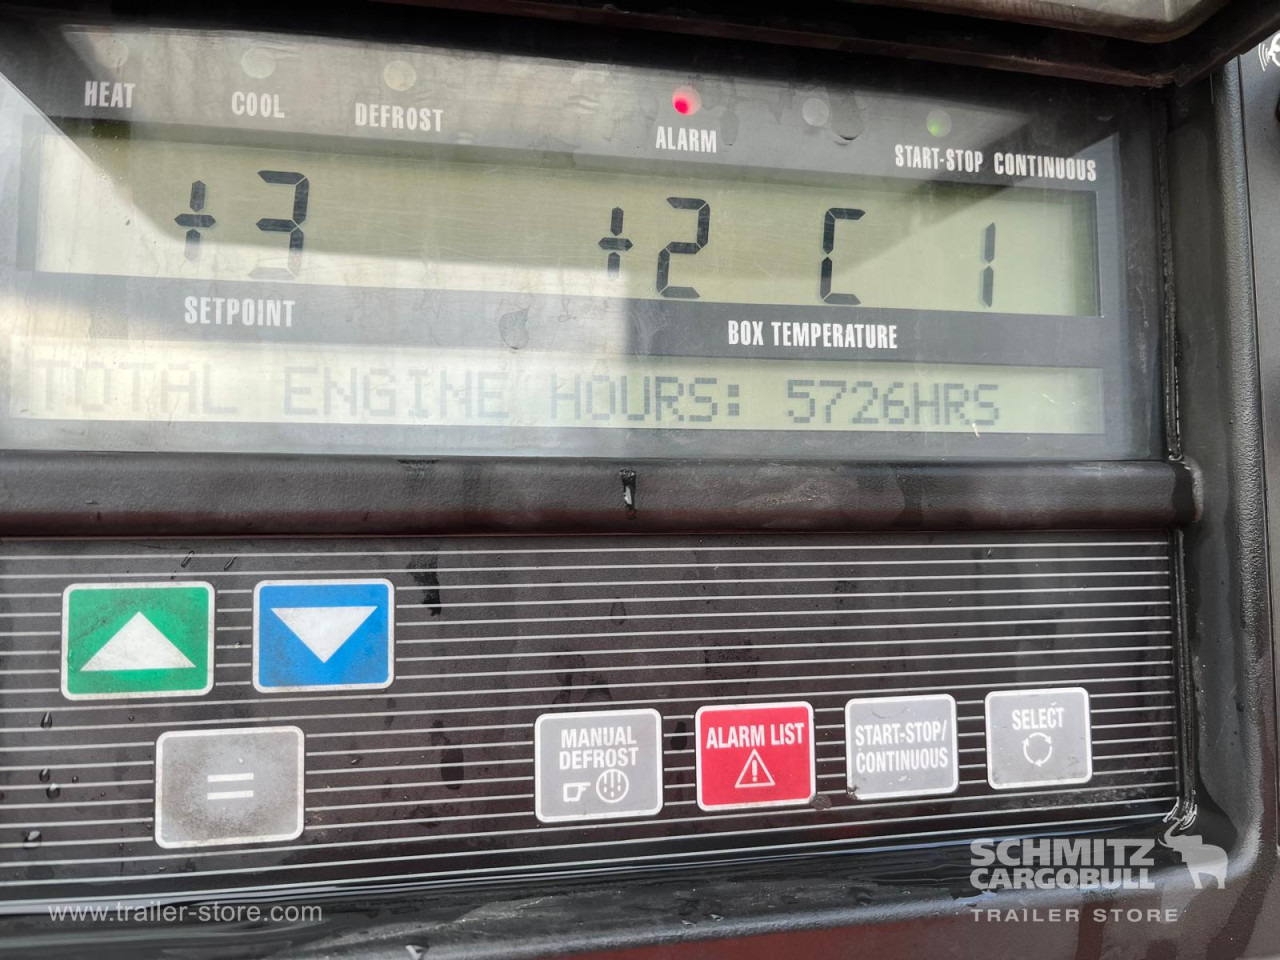 HEAT
COOL
DEFROST
ALARM
START-STOP CONTINUOUS
+3 +2 C 1
SETPOINT
BOX TEMPERATURE
TOTAL ENGINE HOURS: 5726HRS
MANUAL
DEFROST
ALARM LIST
START-STOP/
CONTINUOUS
SELECT
=
SCHMITZ
CARGOBULL
TRAILER STORE
www.trailer-store.com